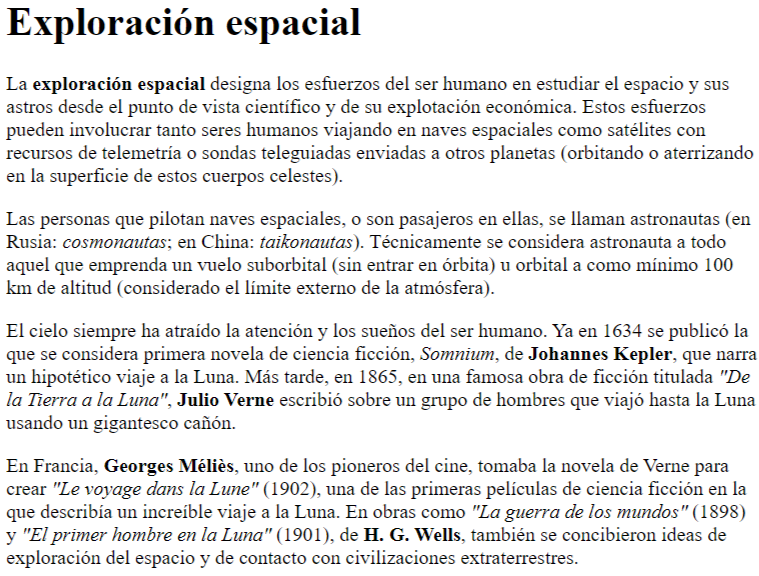 Exploración espacial
La exploración espacial designa los esfuerzos del ser humano en estudiar el espacio y sus
astros desde el punto de vista científico y de su explotación económica. Estos esfuerzos
pueden involucrar tanto seres humanos viajando en naves espaciales como satélites con
recursos de telemetría o sondas teleguiadas enviadas a otros planetas (orbitando o aterrizando
en la superficie de estos cuerpos celestes).
Las personas que pilotan naves espaciales, o son pasajeros en ellas, se llaman astronautas (en
Rusia: cosmonautas; en China: taikonautas). Técnicamente se considera astronauta a todo
aquel que emprenda un vuelo suborbital (sin entrar en órbita) u orbital a como mínimo 100
km de altitud (considerado el límite externo de la atmósfera).
El cielo siempre ha atraído la atención y los sueños del ser humano. Ya en 1634 se publicó la
que se considera primera novela de ciencia ficción, Somnium, de Johannes Kepler, que narra
un hipotético viaje a la Luna. Más tarde, en 1865, en una famosa obra de ficción titulada "De
la Tierra a la Luna", Julio Verne escribió sobre un grupo de hombres que viajó hasta la Luna
usando un gigantesco cañón.
En Francia, Georges Méliès, uno de los pioneros del cine, tomaba la novela de Verne para
crear "Le voyage dans la Lune" (1902), una de las primeras películas de ciencia ficción en la
que describía un increíble viaje a la Luna. En obras como "La guerra de los mundos" (1898)
y "El primer hombre en la Luna" (1901), de H. G. Wells, también se concibieron ideas de
exploración del espacio y de contacto con civilizaciones extraterrestres.